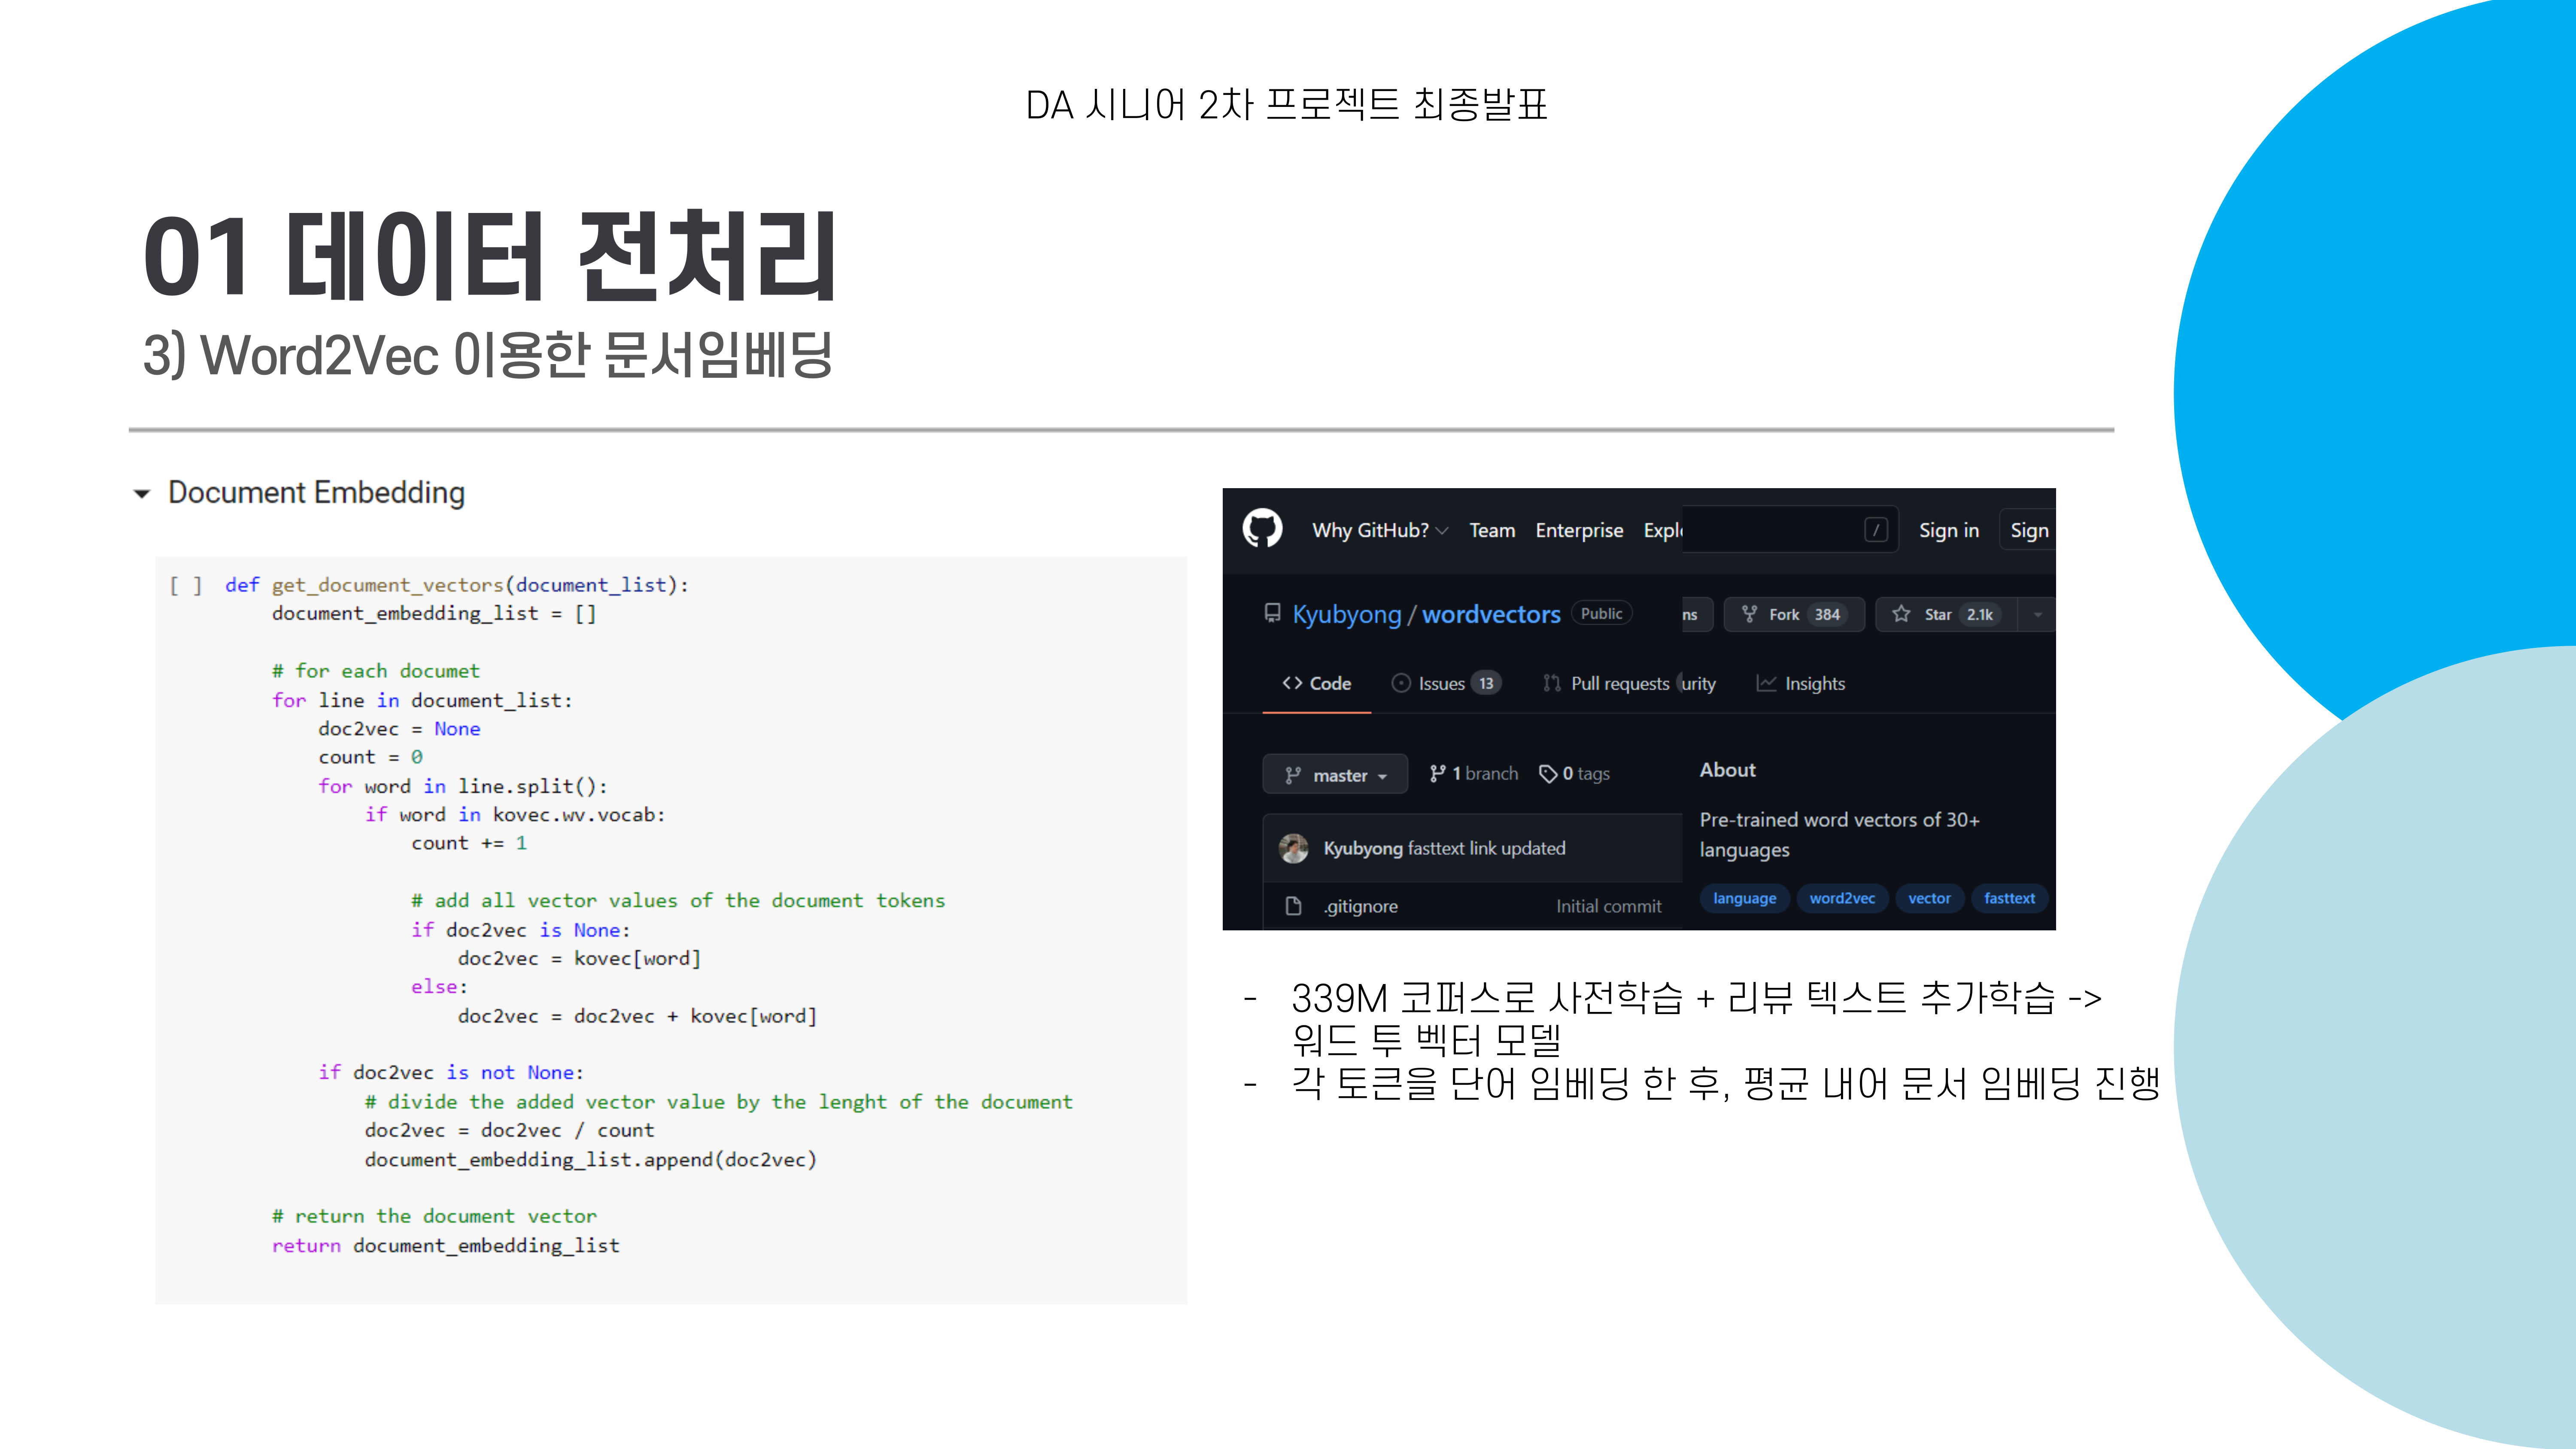 DA 시니어 2차 프로젝트 최종발표
01 데이터 전처리
3) Word2Vec 이용한 문서임베딩
Document Embedding
[ ] def get_document_vectors(document_list):
document_embedding_list = []
# for each documet
for line in document_list:
doc2vec = None
count = 0
for word in line.split():
if word in kovec.wv.vocab:
count += 1
# add all vector values of the document tokens
if doc2vec is None:
doc2vec = kovec[word]
else:
doc2vec = doc2vec + kovec[word]
if doc2vec is not None:
# divide the added vector value by the lenght of the document
doc2vec = doc2vec / count
document_embedding_list.append(doc2vec)
# return the document vector
return document_embedding_list
Why GitHub? Team Enterprise Explo / Sign in Sign
Kyubyong / wordvectors Public ns Fork 384 Star 2.1k
<> Code Issues 13 Pull requests urity Insights
master 1 branch 0 tags
Kyubyong fasttext link updated
.gitignore Initial commit
About
Pre-trained word vectors of 30+
languages
language word2vec vector fasttext
- 339M 코퍼스로 사전학습 + 리뷰 텍스트 추가학습 ->
워드 투 벡터 모델
- 각 토큰을 단어 임베딩 한 후, 평균 내어 문서 임베딩 진행